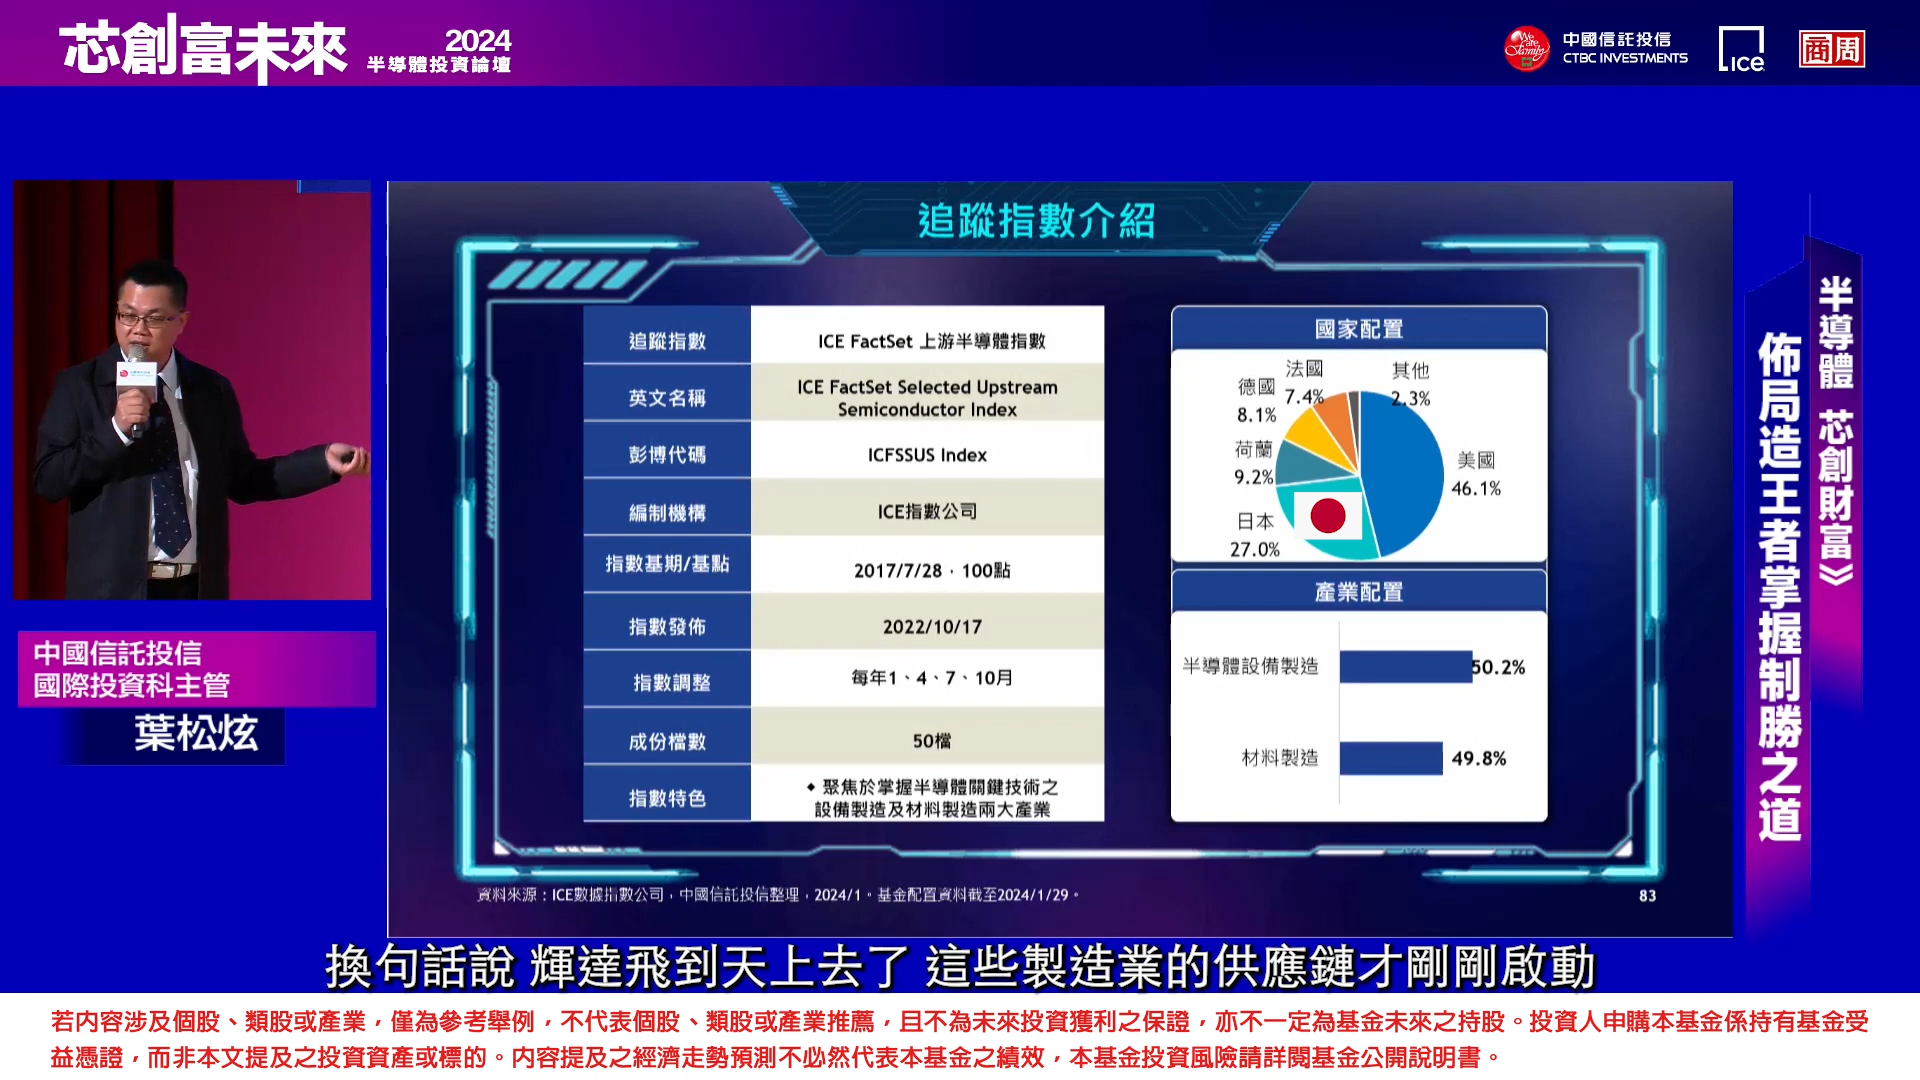 芯創富未來
2024
半導體投資論壇
We are Family
中國信託投信
CTBC INVESTMENTS
ice
商周
追蹤指數介紹
追蹤指數
ICE FactSet 上游半導體指數
英文名稱
ICE FactSet Selected Upstream
Semiconductor Index
彭博代碼
ICFSSUS Index
編制機構
ICE指數公司
指數基期/基點
2017/7/28，100點
指數發佈
2022/10/17
指數調整
每年1、4、7、10月
成份檔數
50檔
指數特色
◆ 聚焦於掌握半導體關鍵技術之
設備製造及材料製造兩大產業
國家配置
法國
7.4%
其他
2.3%
德國
8.1%
荷蘭
9.2%
美國
46.1%
日本
27.0%
產業配置
半導體設備製造
50.2%
材料製造
49.8%
資料來源：ICE數據指數公司，中國信託投信整理，2024/1。基金配置資料截至2024/1/29。
83
半導體 芯創財富》
佈局造王者掌握制勝之道
中國信託投信
國際投資科主管
葉松炫
換句話說 輝達飛到天上去了 這些製造業的供應鏈才剛剛啟動
若内容涉及個股、類股或產業，僅為參考舉例，不代表個股、類股或產業推薦，且不為未來投資獲利之保證，亦不一定為基金未來之持股。投資人申購本基金係持有基金受
益憑證，而非本文提及之投資資產或標的。内容提及之經濟走勢預測不必然代表本基金之績效，本基金投資風險請詳閱基金公開說明書。